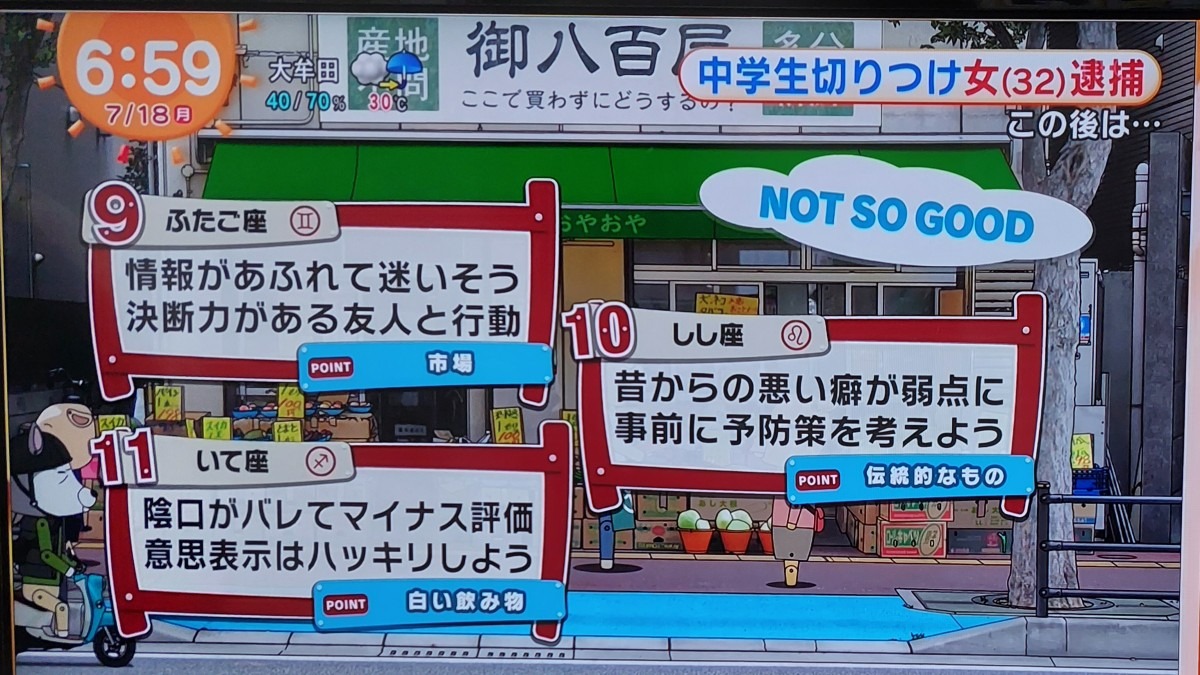 6:59
7/18 月
大牟田
40/70%
30℃
産地
御八百屋
ここで買わずにどうするの?
中学生切りつけ女(32)逮捕
この後は…
NOT SO GOOD
おやおや
9 ふたご座
情報があふれて迷いそう
決断力がある友人と行動
POINT 市場
10 しし座
昔からの悪い癖が弱点に
事前に予防策を考えよう
POINT 伝統的なもの
11 いて座
陰口がバレてマイナス評価
意思表示はハッキリしよう
POINT 白い飲み物
スイカ